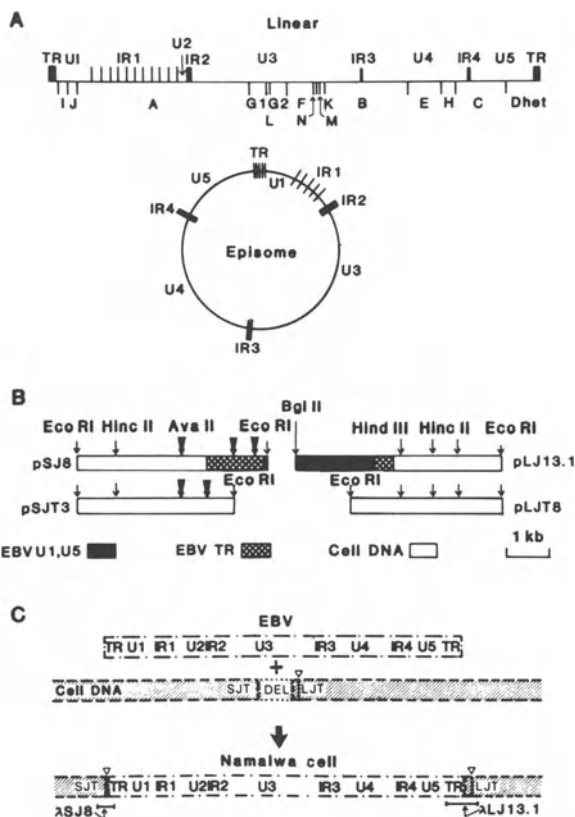 A
Linear
U2
TR UI IR1 IR2 U3 IR3 U4 IR4 U5 TR
I J A G1 G2 F K B E H C Dhet
L N M
TR
U5 U1 IR1
IR4 IR2
Episome
U4 U3
IR3
B
Bgl II
Eco RI Hinc II Ava II Eco RI Hind III Hinc II Eco RI
pSJ8 pLJ13.1
Eco RI Eco RI
pSJT3 pLJT8
EBV U1,U5 EBV TR Cell DNA 1 kb
C
EBV
TR U1 IR1 U2 IR2 U3 IR3 U4 IR4 U5 TR
+
Cell DNA SJT DEL LJT
Namalwa cell
SJT TR U1 IR1 U2 IR2 U3 IR3 U4 IR4 U5 TR LJT
λSJ8 λLJ13.1